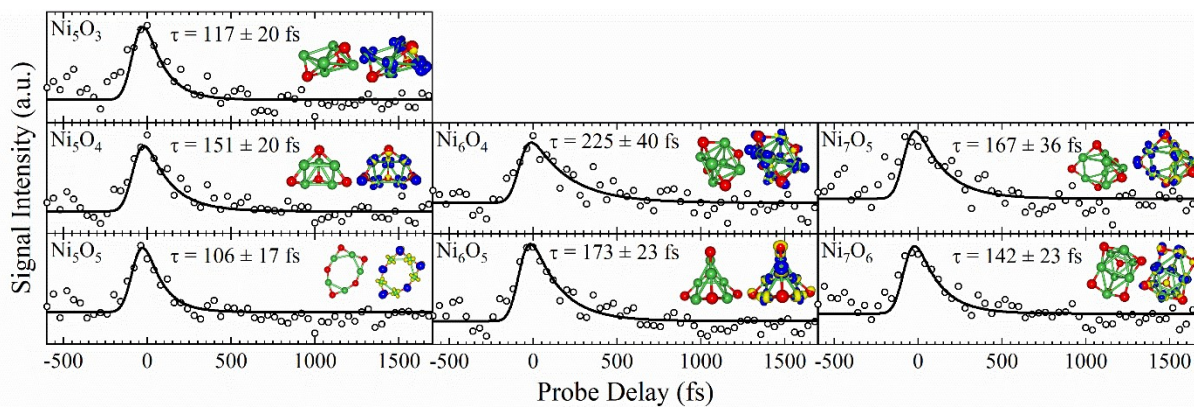 Signal Intensity (a.u.)
Ni₅O₃
τ = 117 ± 20 fs
Ni₅O₄
τ = 151 ± 20 fs
Ni₆O₄
τ = 225 ± 40 fs
Ni₇O₅
τ = 167 ± 36 fs
Ni₅O₅
τ = 106 ± 17 fs
Ni₆O₅
τ = 173 ± 23 fs
Ni₇O₆
τ = 142 ± 23 fs
-500 0 500 1000 1500 -500 0 500 1000 1500 -500 0 500 1000 1500
Probe Delay (fs)